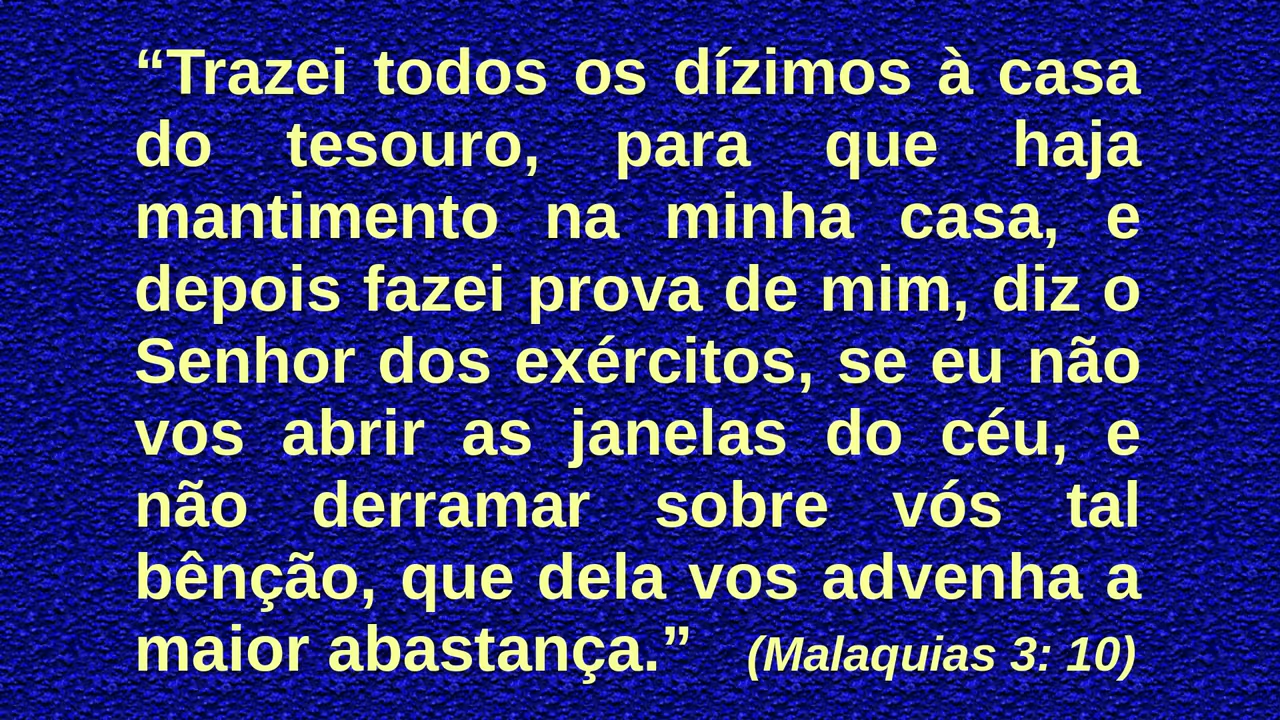 “Trazei todos os dízimos à casa
do tesouro, para que haja
mantimento na minha casa, e
depois fazei prova de mim, diz o
Senhor dos exércitos, se eu não
vos abrir as janelas do céu, e
não derramar sobre vós tal
bênção, que dela vos advenha a
maior abastança.” (Malaquias 3: 10)